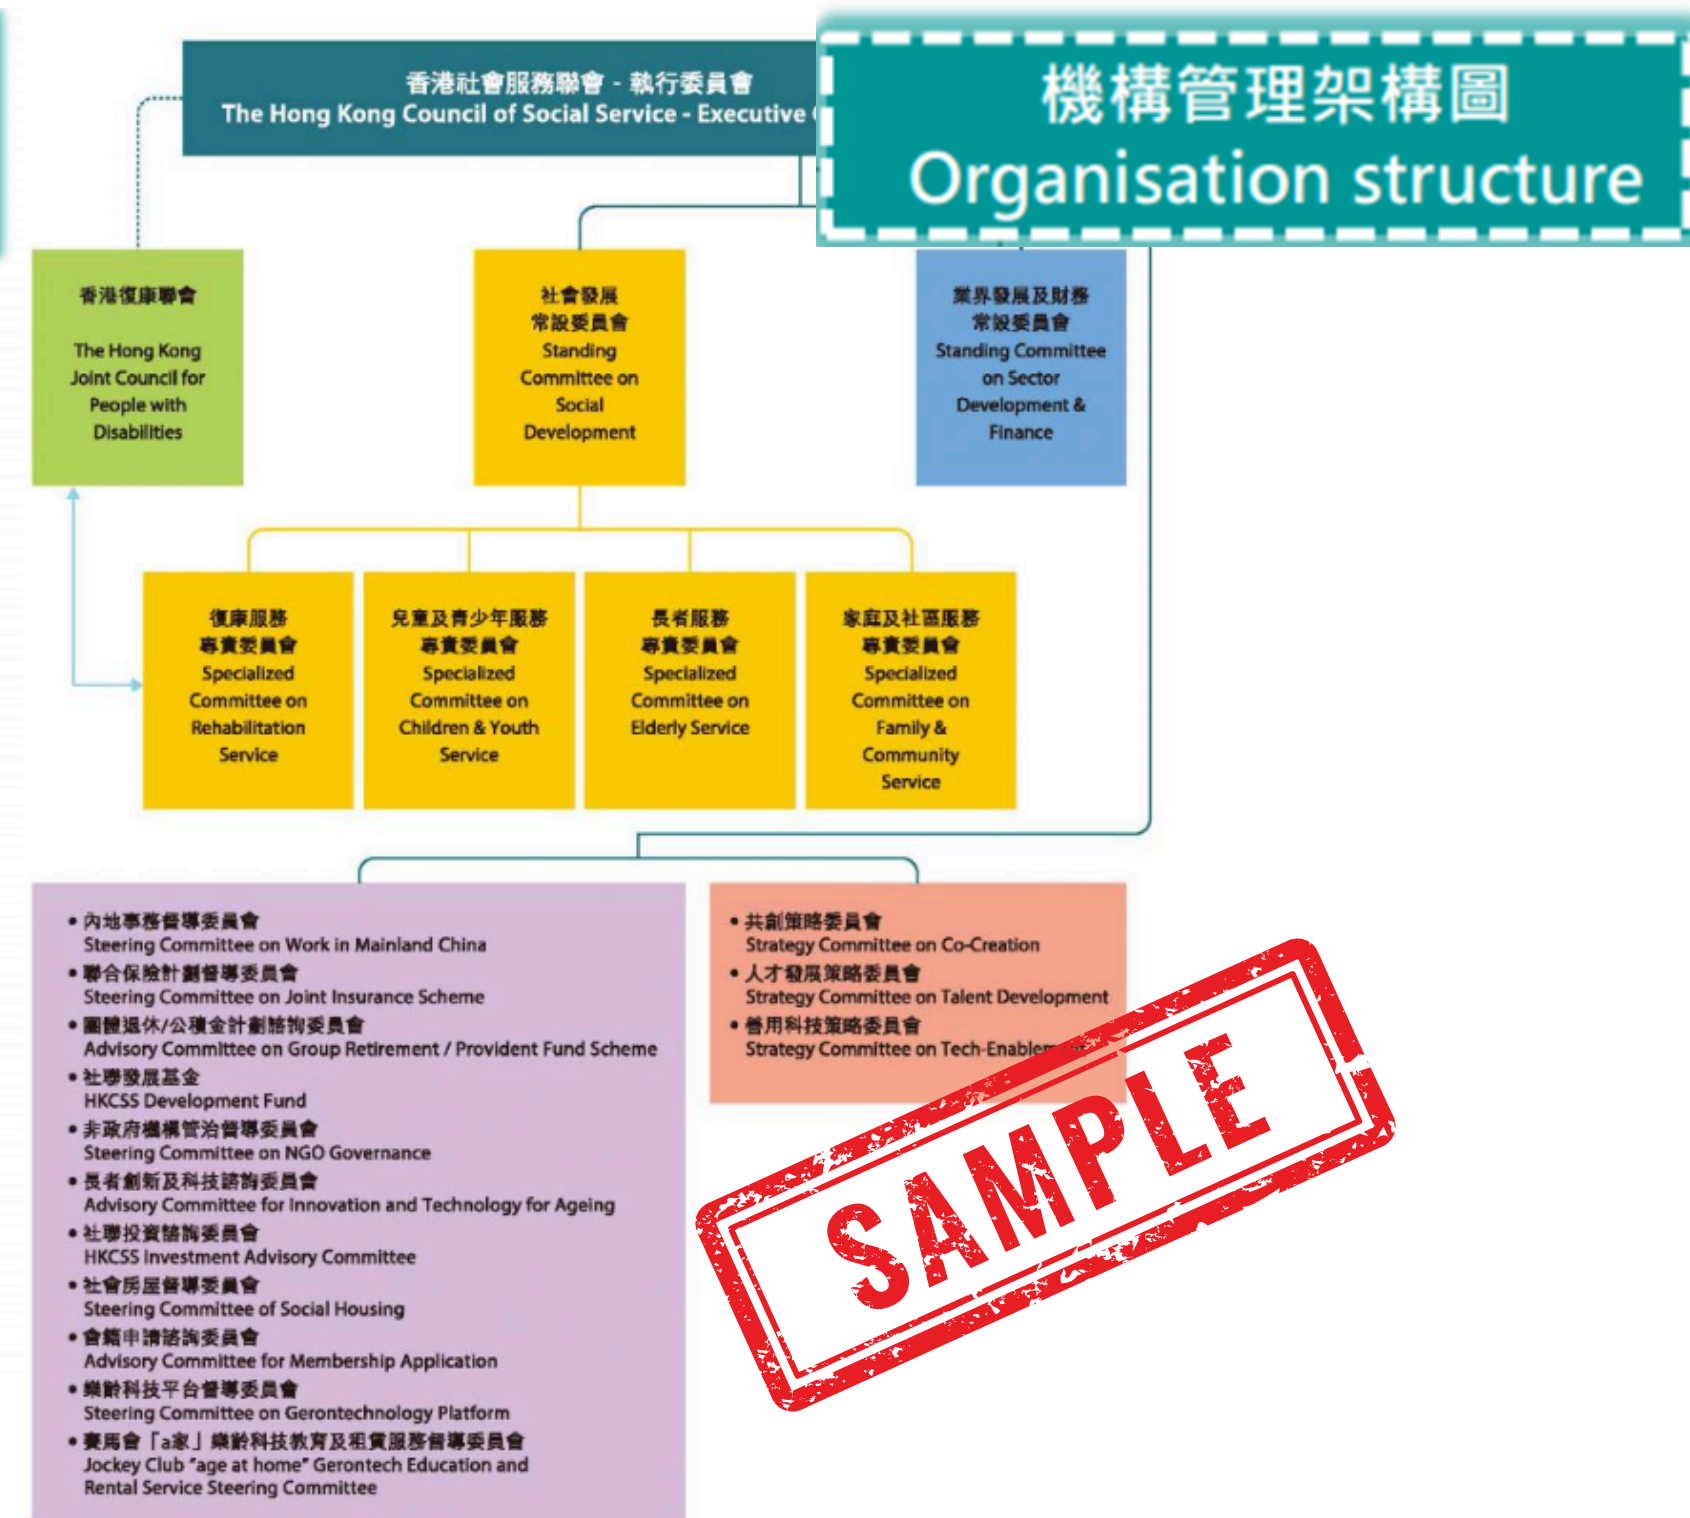 香港社會服務聯會 - 執行委員會
The Hong Kong Council of Social Service - Executive
機構管理架構圖
Organisation structure
香港復康聯會
The Hong Kong
Joint Council for
People with
Disabilities
社會發展
常設委員會
Standing
Committee on
Social
Development
業界發展及財務
常設委員會
Standing Committee
on Sector
Development &
Finance
復康服務
專責委員會
Specialized
Committee on
Rehabilitation
Service
兒童及青少年服務
專責委員會
Specialized
Committee on
Children & Youth
Service
長者服務
專責委員會
Specialized
Committee on
Elderly Service
家庭及社區服務
專責委員會
Specialized
Committee on
Family &
Community
Service
• 內地事務督導委員會
Steering Committee on Work in Mainland China
• 聯合保險計劃督導委員會
Steering Committee on Joint Insurance Scheme
• 團體退休/公積金計劃諮詢委員會
Advisory Committee on Group Retirement / Provident Fund Scheme
• 社聯發展基金
HKCSS Development Fund
• 非政府機構管治督導委員會
Steering Committee on NGO Governance
• 長者創新及科技諮詢委員會
Advisory Committee for Innovation and Technology for Ageing
• 社聯投資諮詢委員會
HKCSS Investment Advisory Committee
• 社會房屋督導委員會
Steering Committee of Social Housing
• 會籍申請諮詢委員會
Advisory Committee for Membership Application
• 樂齡科技平台督導委員會
Steering Committee on Gerontechnology Platform
• 賽馬會「a家」樂齡科技教育及租賃服務督導委員會
Jockey Club "age at home" Gerontech Education and
Rental Service Steering Committee
• 共創策略委員會
Strategy Committee on Co-Creation
• 人才發展策略委員會
Strategy Committee on Talent Development
• 善用科技策略委員會
Strategy Committee on
SAMPLE